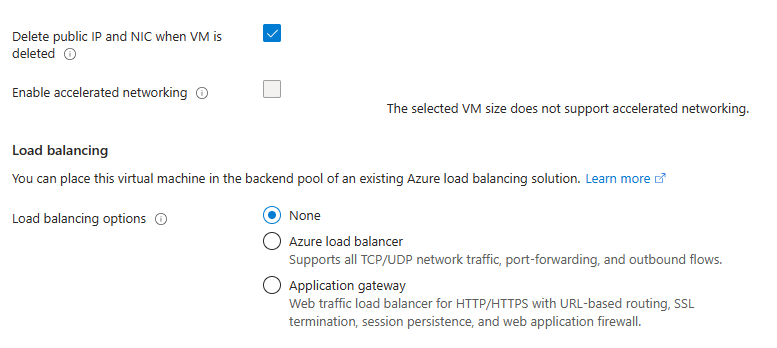 Delete public IP and NIC when VM is
deleted
Enable accelerated networking
The selected VM size does not support accelerated networking.
Load balancing
You can place this virtual machine in the backend pool of an existing Azure load balancing solution. Learn more
Load balancing options
None
Azure load balancer
Supports all TCP/UDP network traffic, port-forwarding, and outbound flows.
Application gateway
Web traffic load balancer for HTTP/HTTPS with URL-based routing, SSL
termination, session persistence, and web application firewall.